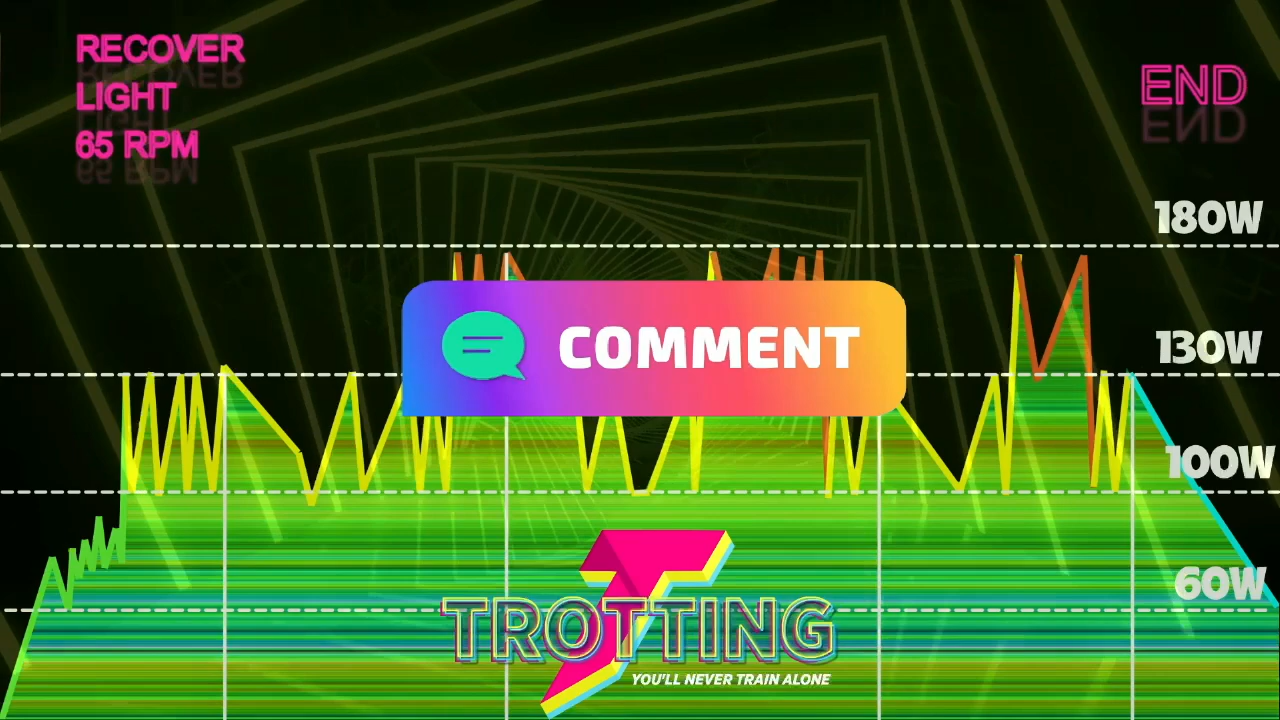 RECOVER
LIGHT
65 RPM
END
180W
130W
100W
60W
COMMENT
TROTTING
YOU'LL NEVER TRAIN ALONE